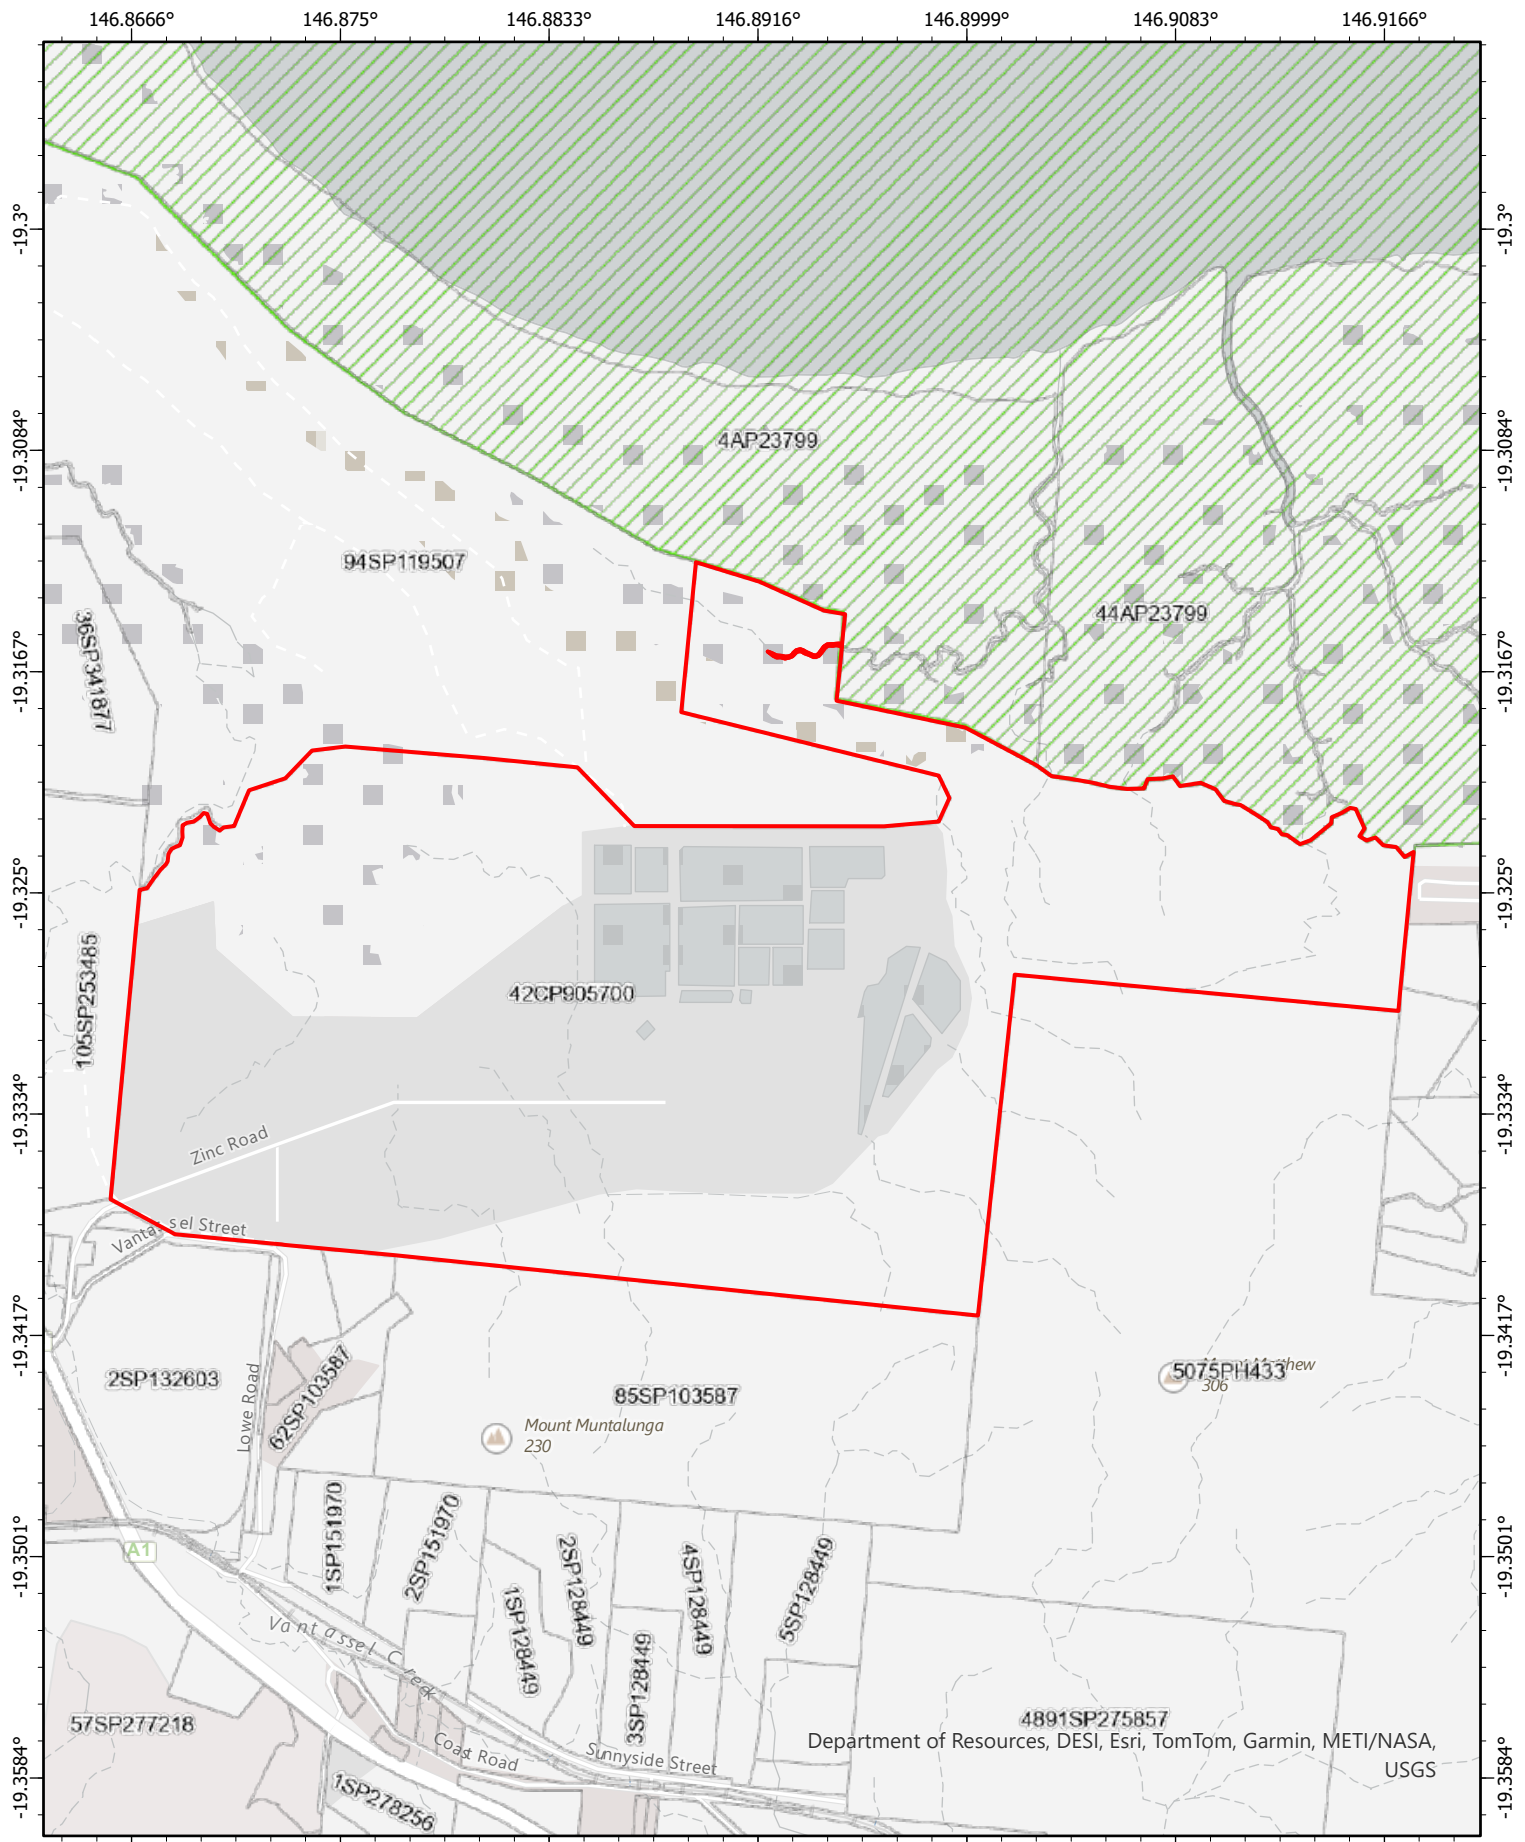 146.8666° 146.875° 146.8833° 146.8916° 146.8999° 146.9083° 146.9166°
-19.3° -19.3°
-19.3084° -19.3084°
4AP23799
94SP119507
44AP23799
36SP341877
-19.3167° -19.3167°
-19.325° -19.325°
105SP253485
42CP905700
-19.3334° -19.3334°
Zinc Road
Vanta sel Street
-19.3417° -19.3417°
2SP132603
62SP103587
Lowe Road
85SP103587
5075PH433
306
Mount Muntalunga
230
-19.3501° -19.3501°
A1
1SP151970
2SP151970
1SP128449
2SP128449
3SP128449
4SP128449
5SP128449
Vantassel Creek
57SP277218
4891SP275857
Coast Road
Sunnyside Street
1SP278256
-19.3584° -19.3584°
Department of Resources, DESI, Esri, TomTom, Garmin, METI/NASA,
USGS